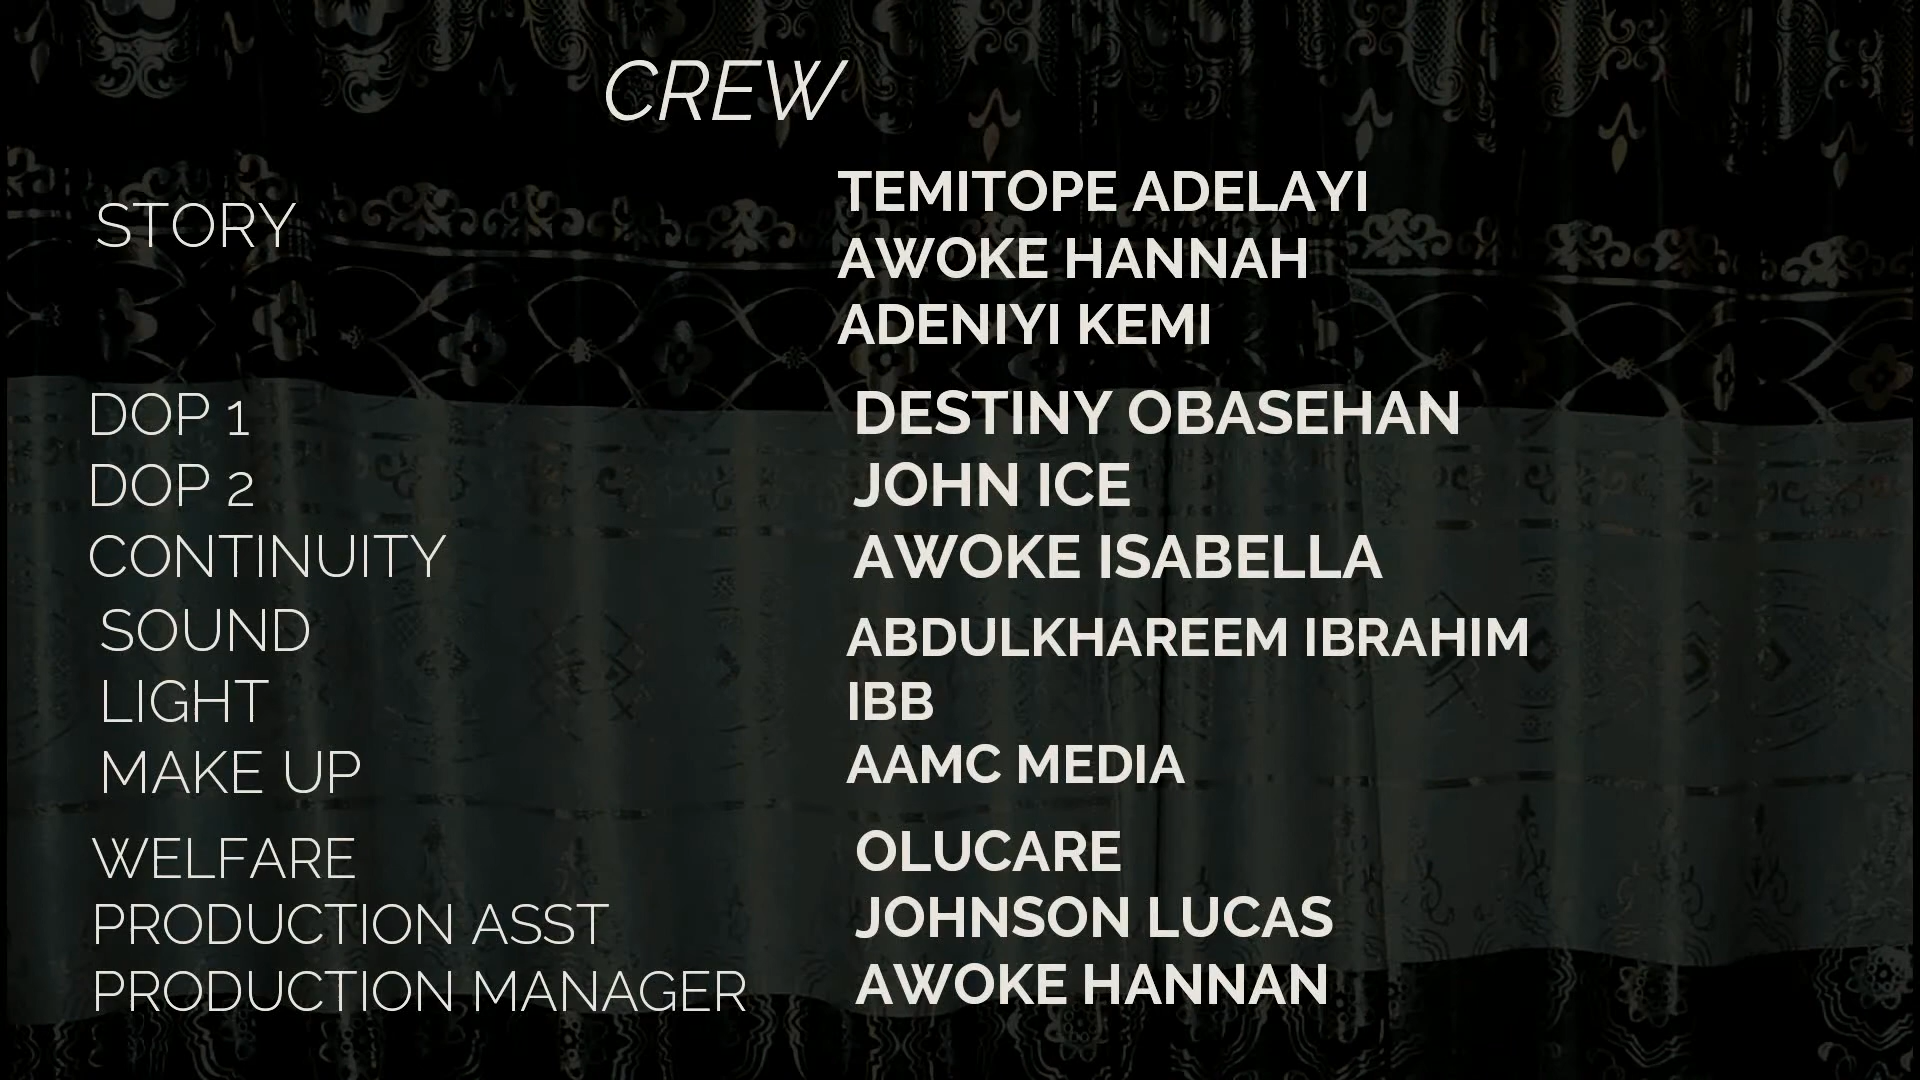 CREW
STORY
TEMITOPE ADELAYI
AWOKE HANNAH
ADENIYI KEMI
DOP 1 DESTINY OBASEHAN
DOP 2 JOHN ICE
CONTINUITY AWOKE ISABELLA
SOUND ABDULKHAREEM IBRAHIM
LIGHT IBB
MAKE UP AAMC MEDIA
WELFARE OLUCARE
PRODUCTION ASST JOHNSON LUCAS
PRODUCTION MANAGER AWOKE HANNAN